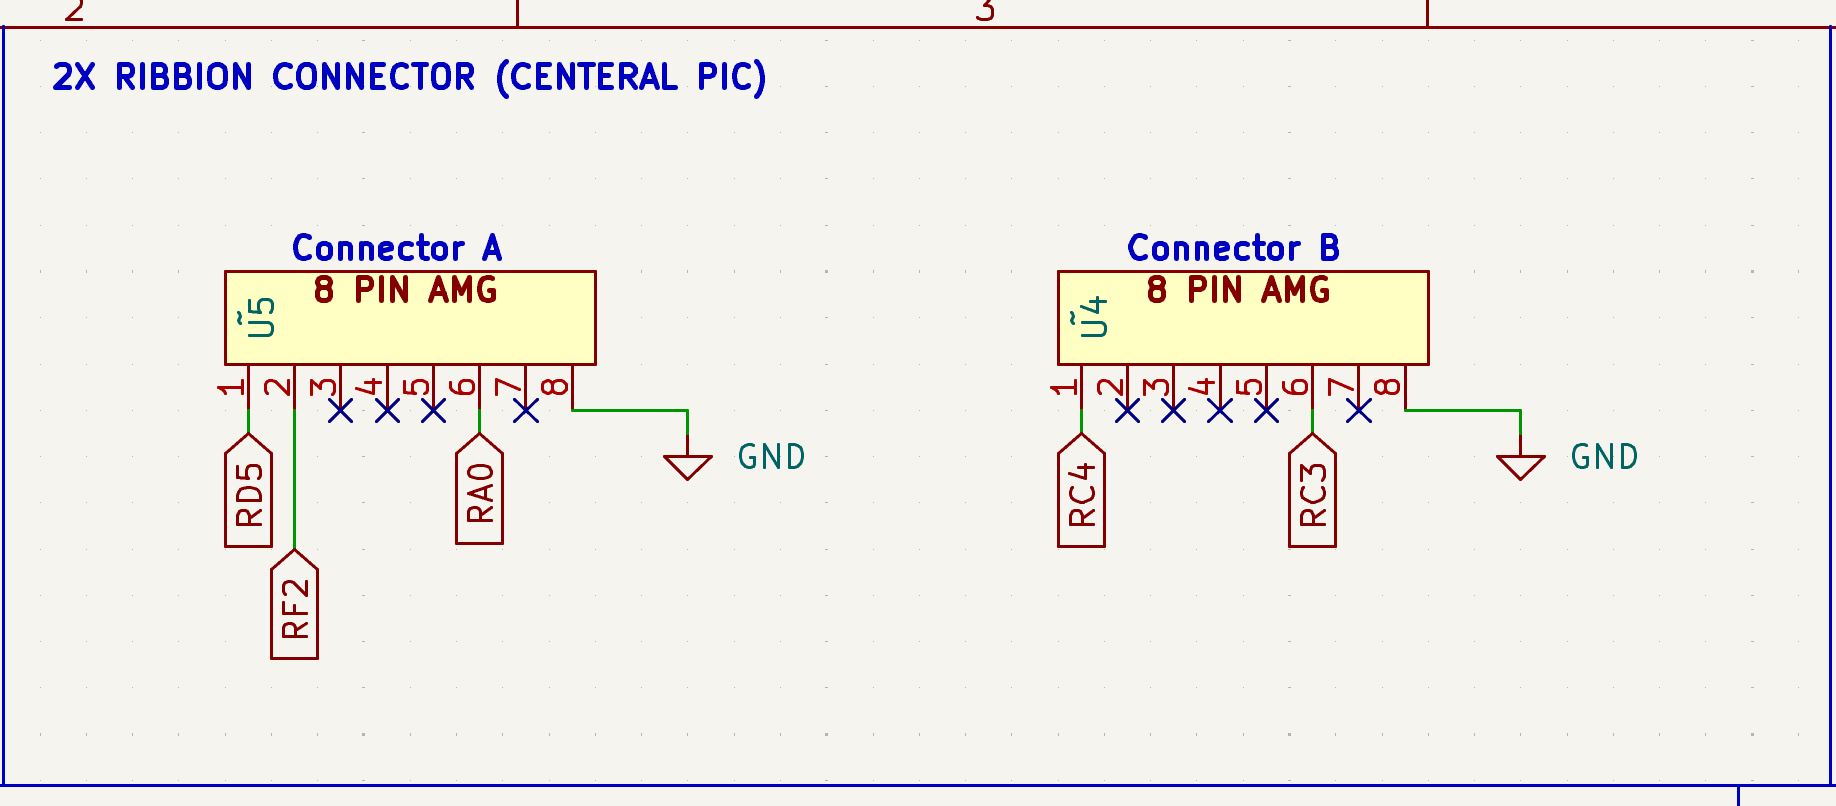 2 3
2X RIBBION CONNECTOR (CENTERAL PIC)
Connector A
8 PIN AMG
~
U5
1 2 3 4 5 6 7 8
RD5
RF2
RA0
GND
Connector B
8 PIN AMG
~
U4
1 2 3 4 5 6 7 8
RC4
RC3
GND